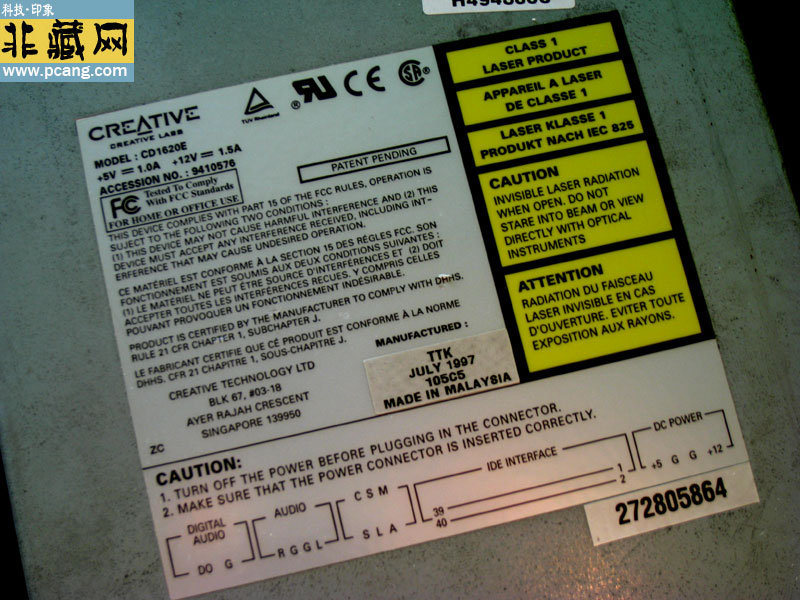 科技·印象
非藏网
www.pcang.com
CREATIVE
CREATIVE LABS
TUV Rheinland
CE
MODEL : CD1620E
+5V ⎓ 1.0A +12V ⎓ 1.5A
ACCESSION NO. : 9410576
FC Tested To Comply
With FCC Standards
FOR HOME OR OFFICE USE
PATENT PENDING
THIS DEVICE COMPLIES WITH PART 15 OF THE FCC RULES, OPERATION IS
SUJECT TO THE FOLLOWING TWO CONDITIONS :
(1) THIS DEVICE MAY NOT CAUSE HARMFUL INTERFERENCE AND (2) THIS
DEVICE MUST ACCEPT ANY INTERFERENCE RECEIVED, INCLUDING INT-
ERFERENCE THAT MAY CAUSE UNDESIRED OPERATION.
CE MATÉRIEL EST CONFORME À LA SECTION 15 DES RÈGLES FCC. SON
FONCTIONNEMENT EST SOUMIS AUX DEUX CONDITIONS SUIVANTES :
(1) LE MATÉRIEL NE PEUT ÊTRE SOURCE D'INTERFÉRENCES ET (2) DOIT
ACCEPTER TOUTES LES INTERFÉRENCES REÇUES, Y COMPRIS CELLES
POUVANT PROVOQUER UN FONCTIONNEMENT INDÉSIRABLE.
PRODUCT IS CERTIFIED BY THE MANUFACTURER TO COMPLY WITH DHHS.
RULE 21 CFR CHAPTER 1, SUBCHAPTER J.
LE FABRICANT CERTIFIE QUE CE PRODUIT EST CONFORME À LA NORME
DHHS. CFR 21 CHAPITRE 1, SOUS-CHAPITRE J.
CREATIVE TECHNOLOGY LTD
BLK 67, #03-18
AYER RAJAH CRESCENT
SINGAPORE 139950
ZC
MANUFACTURED :
TTK
JULY 1997
105C5
MADE IN MALAYSIA
CLASS 1
LASER PRODUCT
APPAREIL A LASER
DE CLASSE 1
LASER KLASSE 1
PRODUKT NACH IEC 825
CAUTION
INVISIBLE LASER RADIATION
WHEN OPEN. DO NOT
STARE INTO BEAM OR VIEW
DIRECTLY WITH OPTICAL
INSTRUMENTS
ATTENTION
RADIATION DU FAISCEAU
LASER INVISIBLE EN CAS
D'OUVERTURE. EVITER TOUTE
EXPOSITION AUX RAYONS.
CAUTION:
1. TURN OFF THE POWER BEFORE PLUGGING IN THE CONNECTOR.
2. MAKE SURE THAT THE POWER CONNECTOR IS INSERTED CORRECTLY.
DIGITAL
AUDIO
DO G
AUDIO
R G G L
C S M
S L A
IDE INTERFACE
39
40
1
2
DC POWER
+5 G G +12
272805864